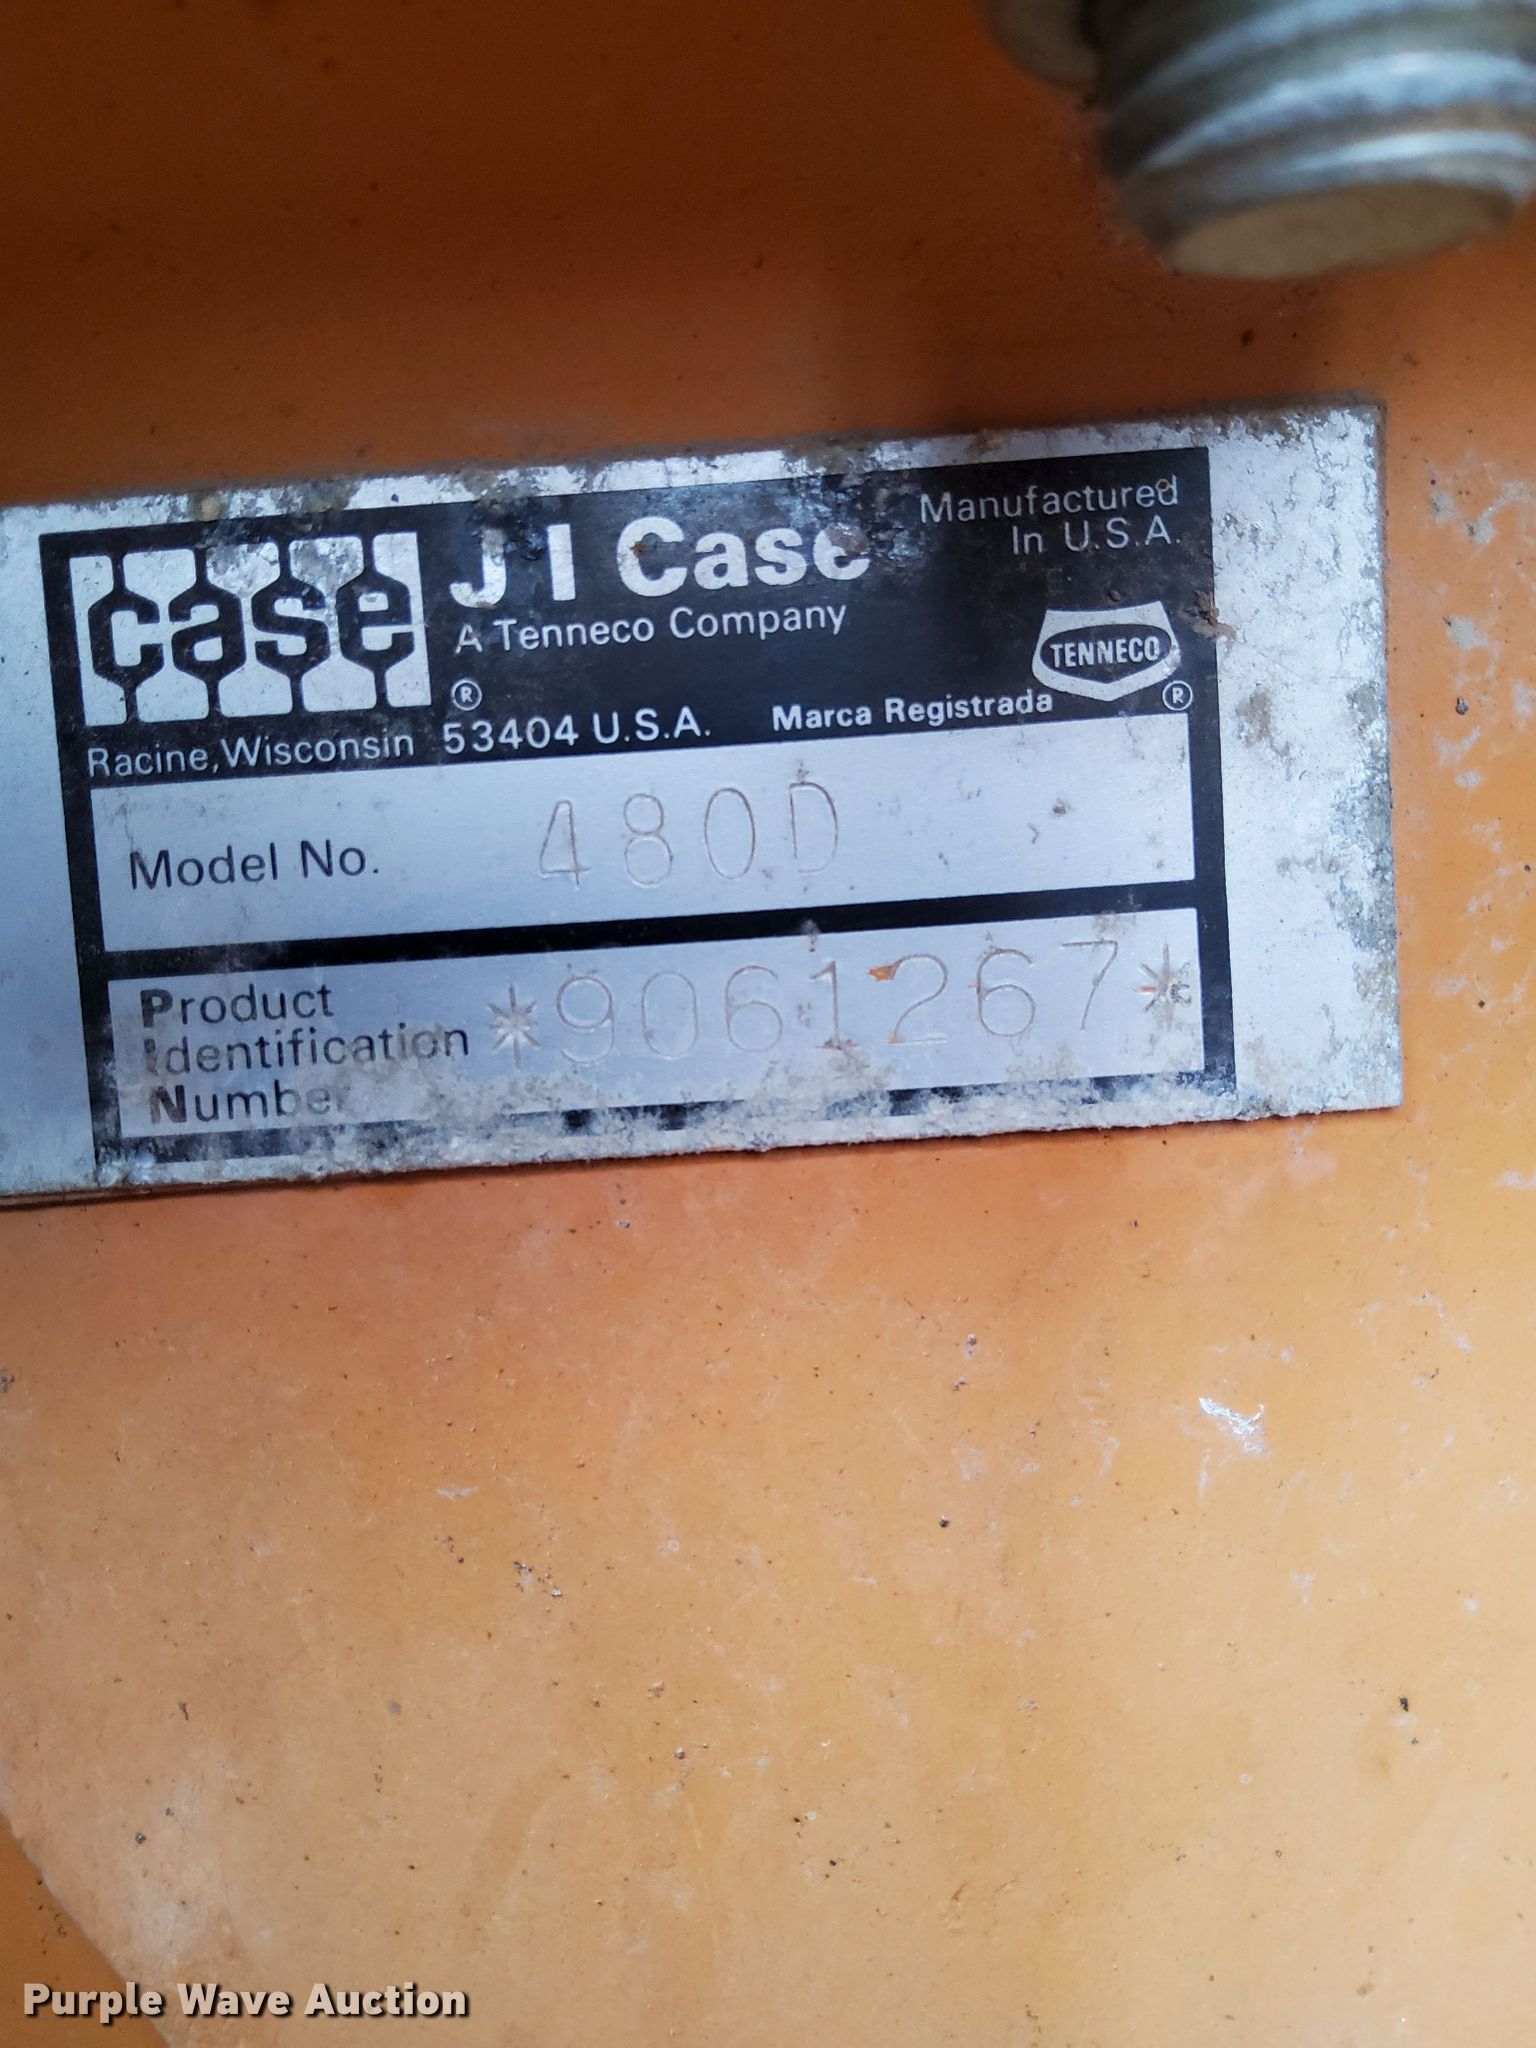 case
J I Case
A Tenneco Company
®
Manufactured
In U.S.A.
TENNECO
®
Racine, Wisconsin 53404 U.S.A. Marca Registrada
Model No. 480D
Product
Identification
Number
*9061267*
Purple Wave Auction